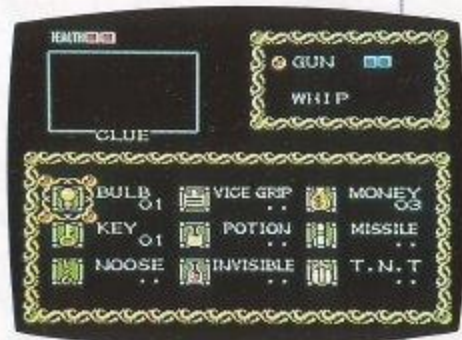 HEALTH
GUN
WHIP
CLUE
BULB VICE GRIP MONEY
01 .. 03
KEY POTION MISSILE
01 .. ..
NOOSE INVISIBLE T.N.T
.. .. ..